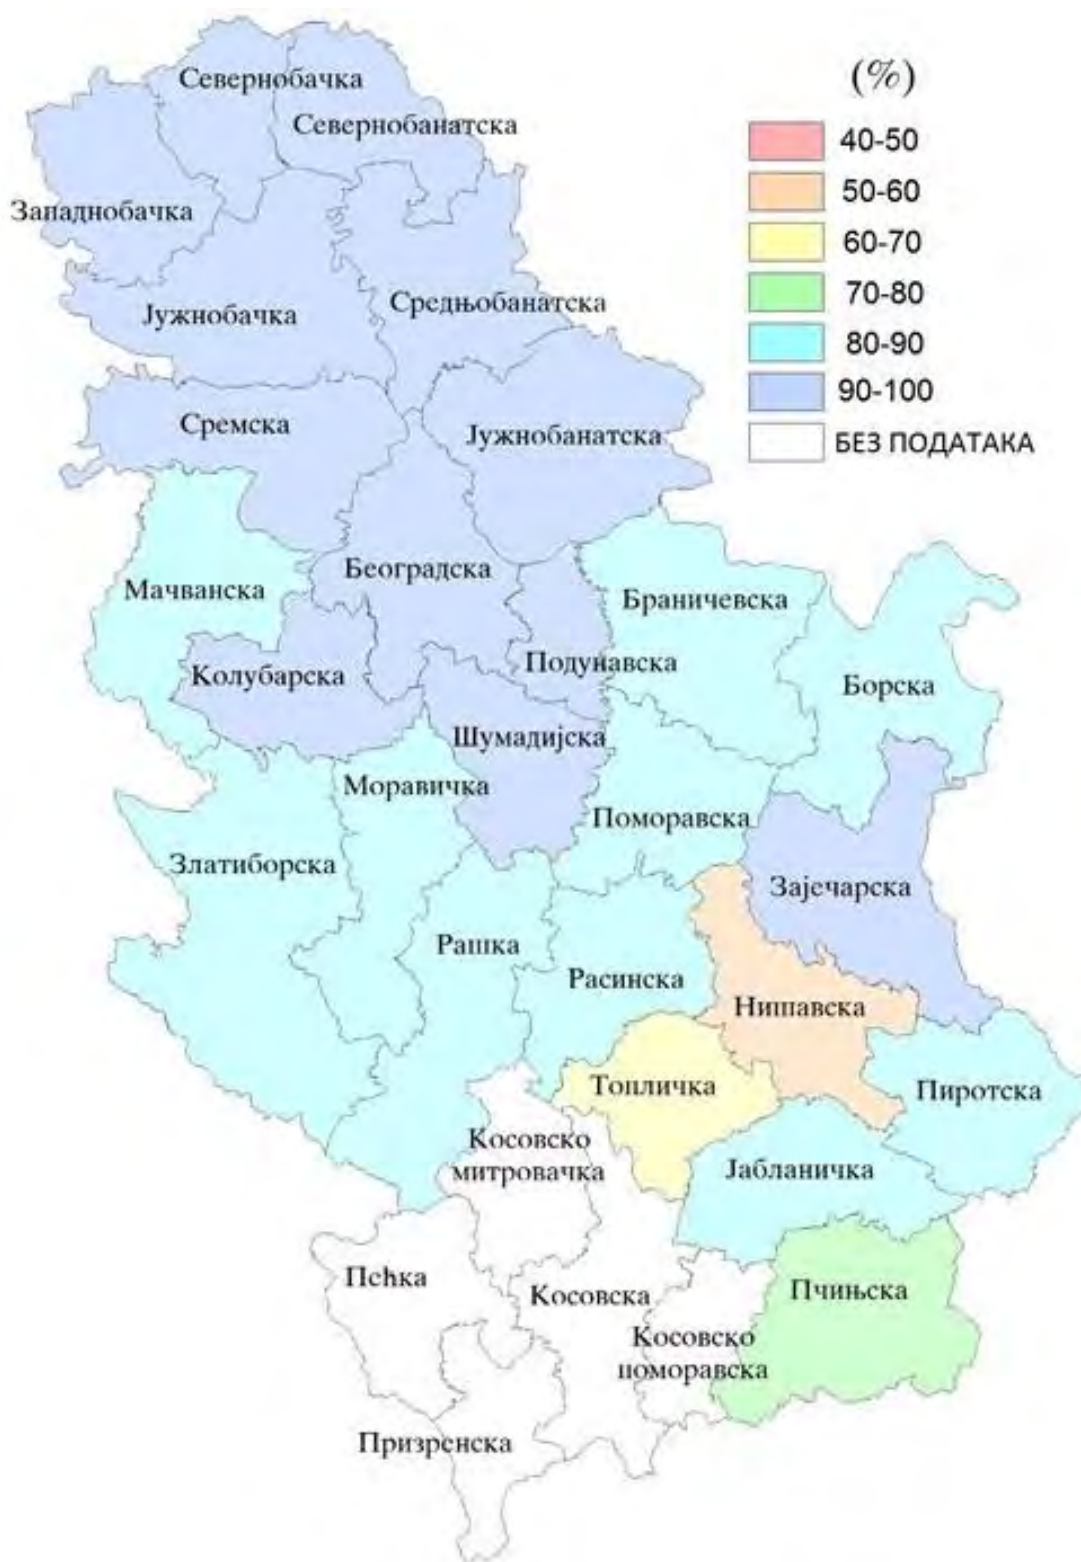 (%)
40-50
50-60
60-70
70-80
80-90
90-100
БЕЗ ПОДАТАКА
Севернобачка
Севернобанатска
Западнобачка
Јужнобачка
Средњобанатска
Сремска
Јужнобанатска
Мачванска
Београдска
Браничевска
Колубарска
Подунавска
Борска
Шумадијска
Моравичка
Поморавска
Златиборска
Зајечарска
Рашка
Расинска
Нишавска
Топличка
Пиротска
Косовско
митровачка
Јабланичка
Пећка
Косовска
Пчињска
Косовско
поморавска
Призренска